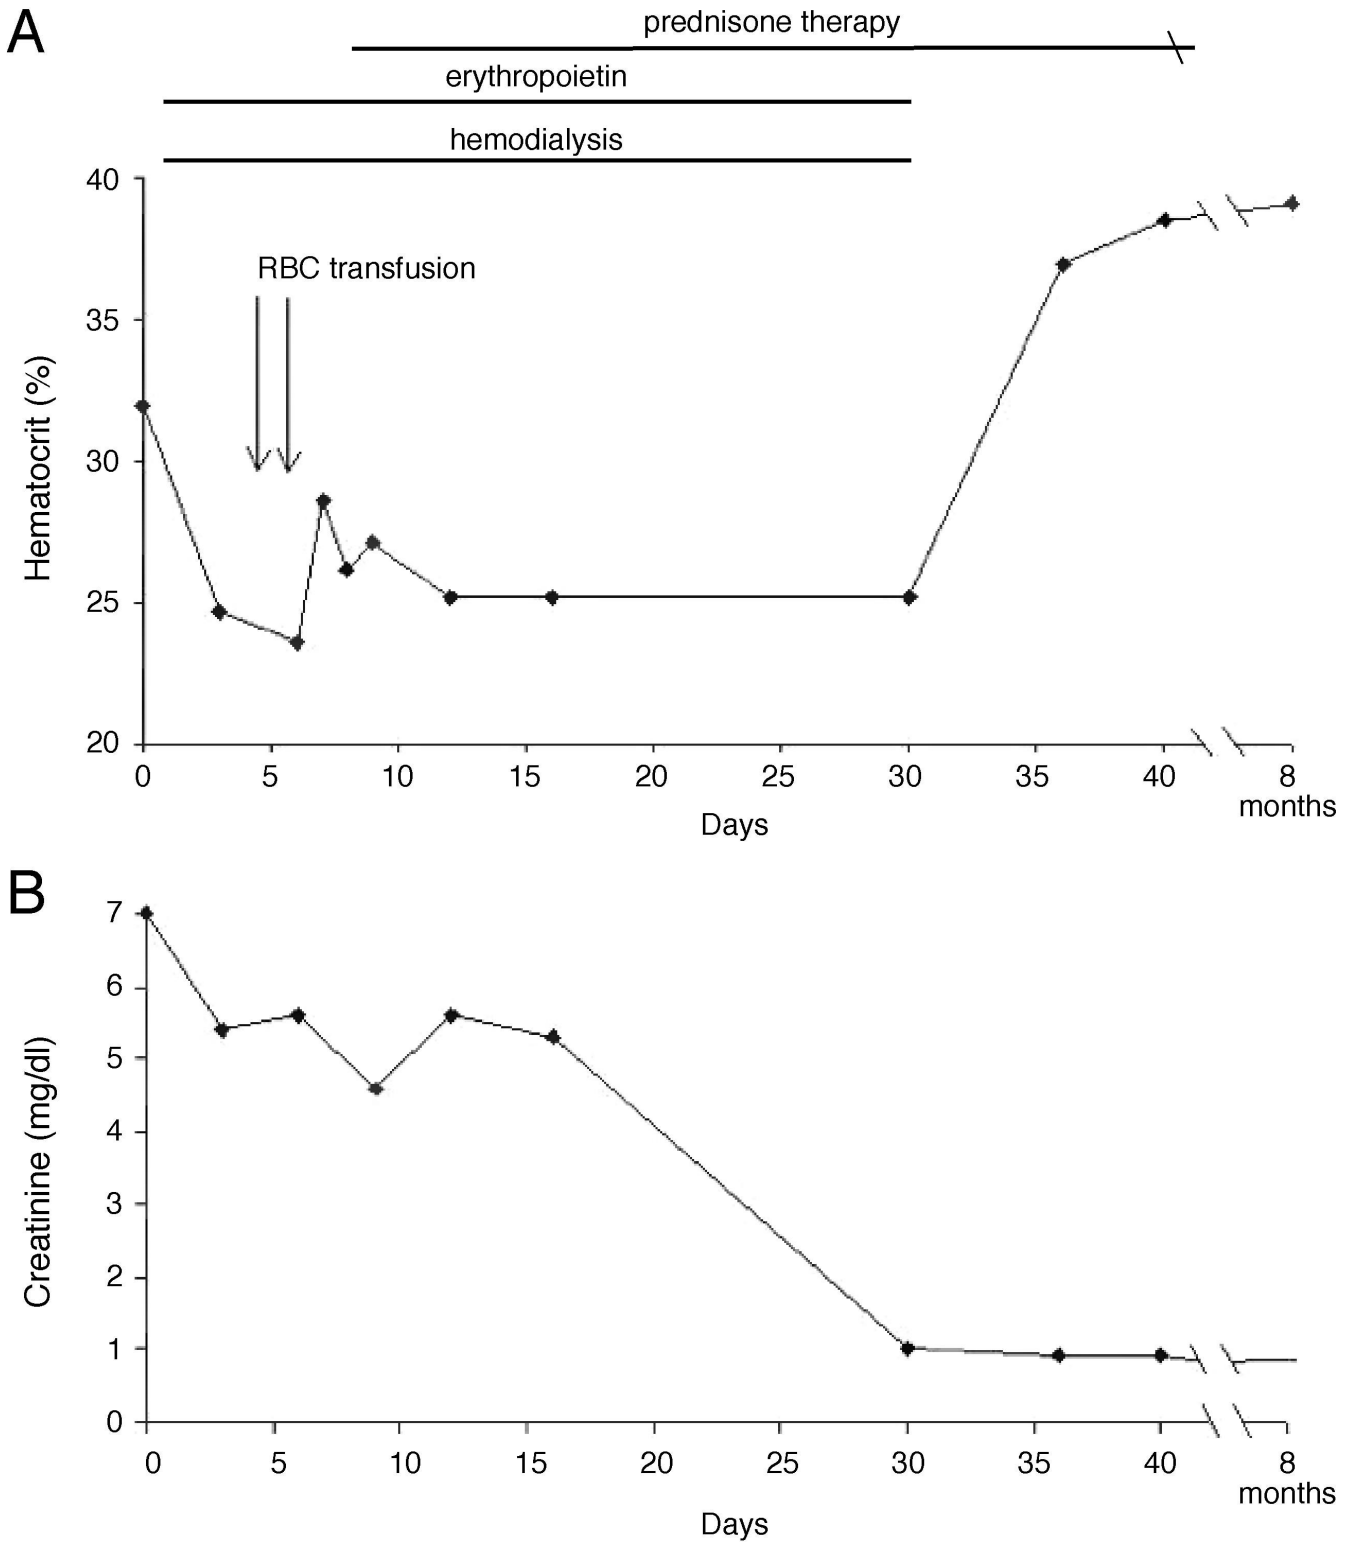 A
prednisone therapy
erythropoietin
hemodialysis
40
35
30
25
20
Hematocrit (%)
RBC transfusion
0 5 10 15 20 25 30 35 40 8
months
Days
B
7
6
5
4
3
2
1
0
Creatinine (mg/dl)
0 5 10 15 20 25 30 35 40 8
months
Days